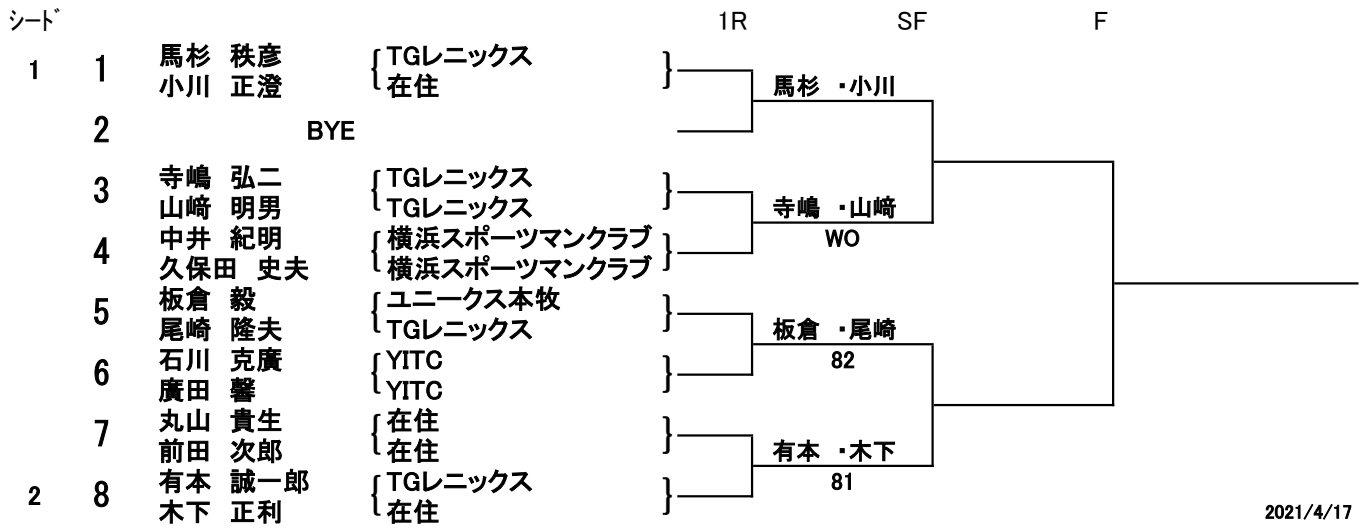 シード 1R SF F
1 1 馬杉 秩彦 TGレニックス
小川 正澄 在住
馬杉 ・小川
2 BYE
3 寺嶋 弘二 TGレニックス
山﨑 明男 TGレニックス
寺嶋 ・山﨑
WO
4 中井 紀明 横浜スポーツマンクラブ
久保田 史夫 横浜スポーツマンクラブ
5 板倉 毅 ユニークス本牧
尾崎 隆夫 TGレニックス
板倉 ・尾崎
82
6 石川 克廣 YITC
廣田 馨 YITC
7 丸山 貴生 在住
前田 次郎 在住
有本 ・木下
81
2 8 有本 誠一郎 TGレニックス
木下 正利 在住
2021/4/17